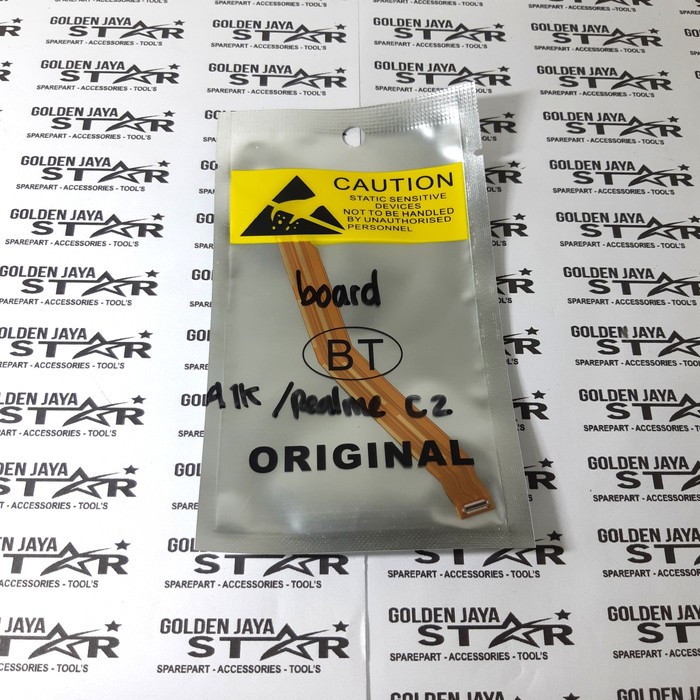 CAUTION
STATIC SENSITIVE
DEVICES
NOT TO BE HANDLED
BY UNAUTHORISED
PERSONNEL
board
BT
A1K /Realme C2
ORIGINAL
GOLDEN JAYA
STAR
SPAREPART - ACCESSORIES - TOOL'S